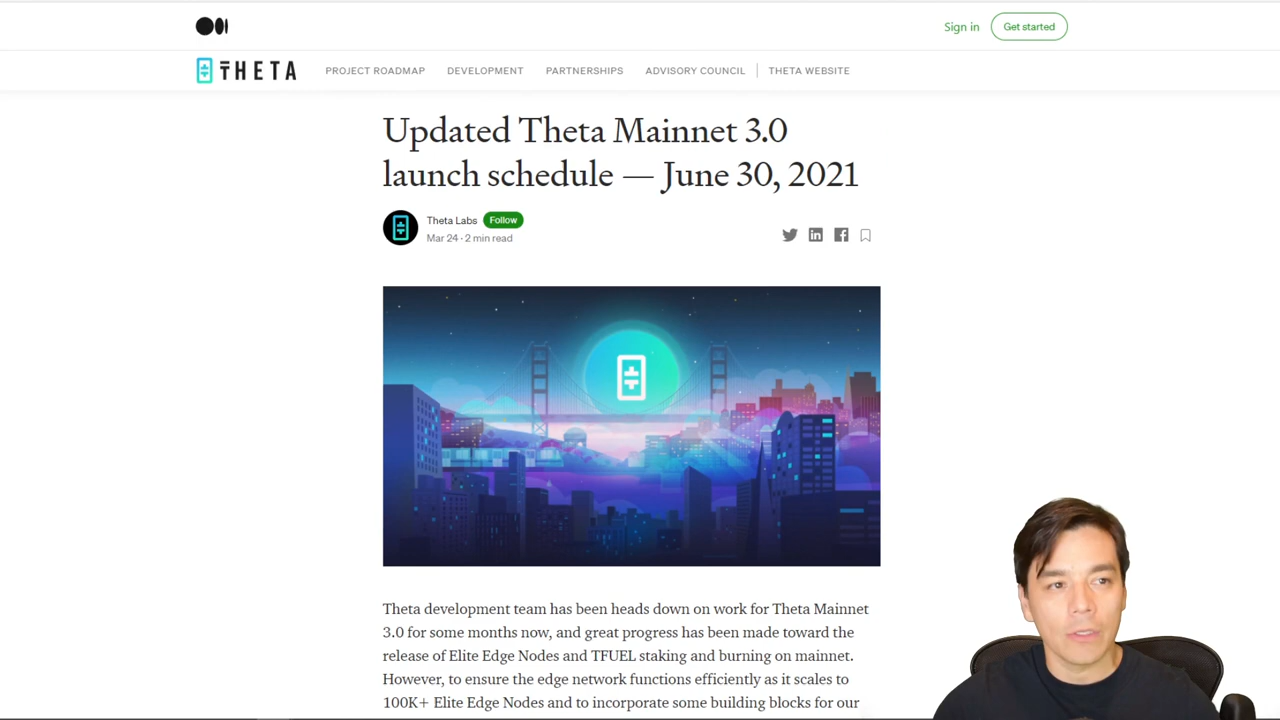 Sign in
Get started
THETA
PROJECT ROADMAP
DEVELOPMENT
PARTNERSHIPS
ADVISORY COUNCIL
THETA WEBSITE
Updated Theta Mainnet 3.0
launch schedule — June 30, 2021
Theta Labs
Follow
Mar 24 · 2 min read
Theta development team has been heads down on work for Theta Mainnet
3.0 for some months now, and great progress has been made toward the
release of Elite Edge Nodes and TFUEL staking and burning on mainnet.
However, to ensure the edge network functions efficiently as it scales to
100K+ Elite Edge Nodes and to incorporate some building blocks for our